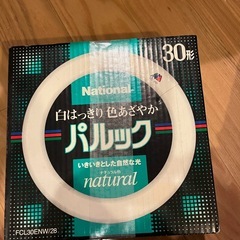 National
30形
白はっきり 色あざやか
パルック
いきいきとした自然な光
natural
FCL30ENW/28